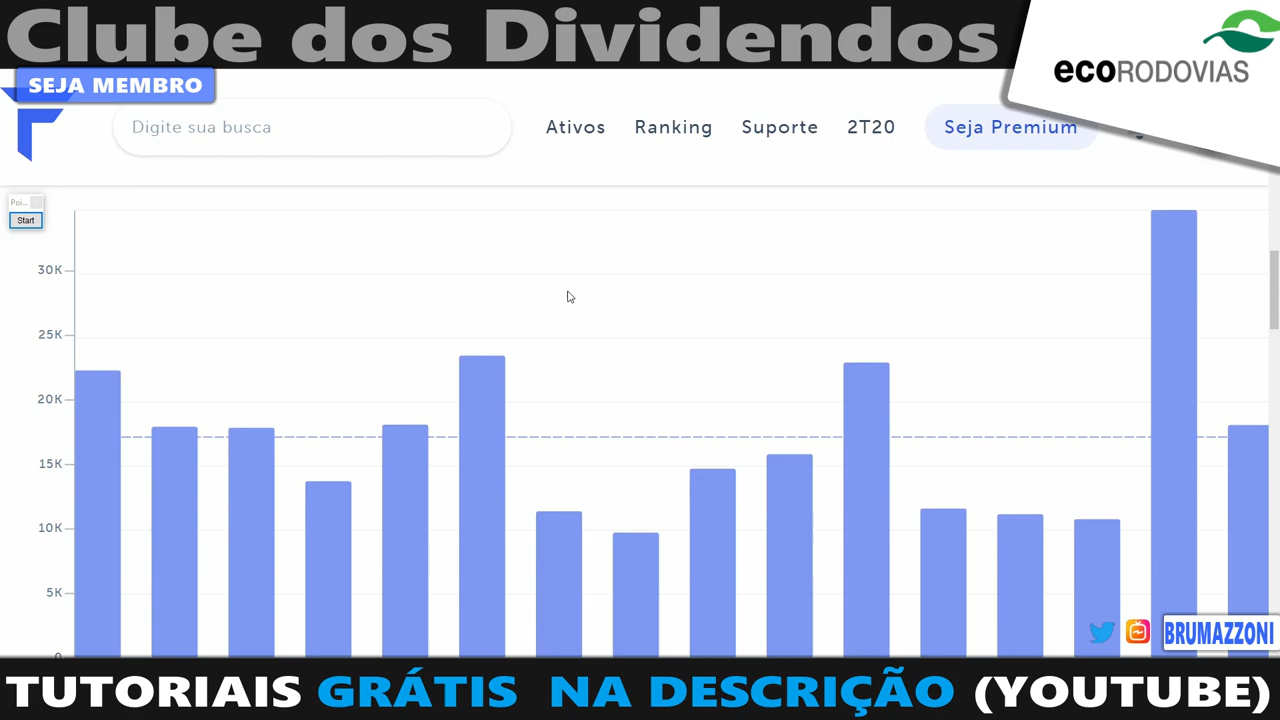 Clube dos Dividendos
ecoRODOVIAS
SEJA MEMBRO
Digite sua busca
Ativos
Ranking
Suporte
2T20
Seja Premium
Poi...
Start
30K
25K
20K
15K
10K
5K
0
BRUMAZZONI
TUTORIAIS GRÁTIS NA DESCRIÇÃO (YOUTUBE)